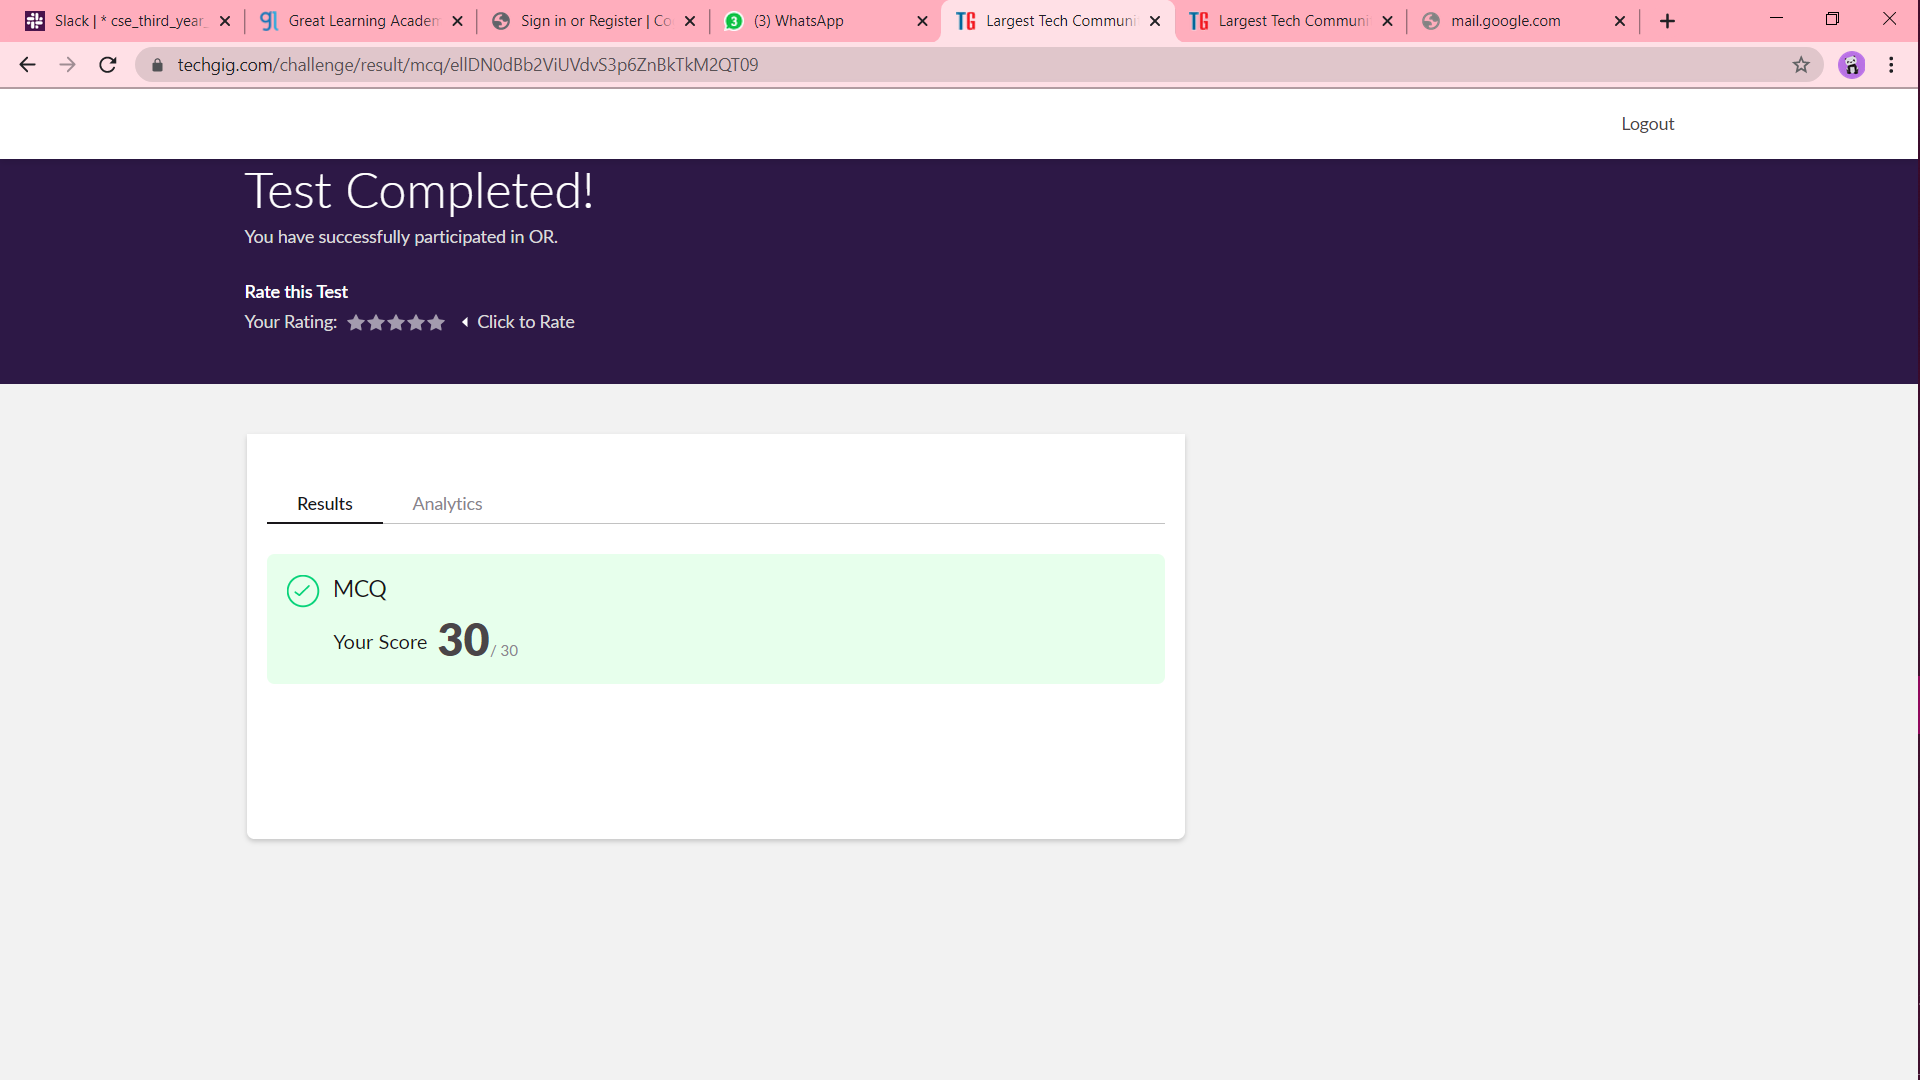 Slack | * cse_third_year_
Great Learning Academ
Sign in or Register | Co
(3) WhatsApp
Largest Tech Communi
Largest Tech Communi
mail.google.com
techgig.com/challenge/result/mcq/ellDN0dBb2ViUVdvS3p6ZnBkTkM2QT09
Logout
Test Completed!
You have successfully participated in OR.
Rate this Test
Your Rating: Click to Rate
Results Analytics
MCQ
Your Score 30 / 30